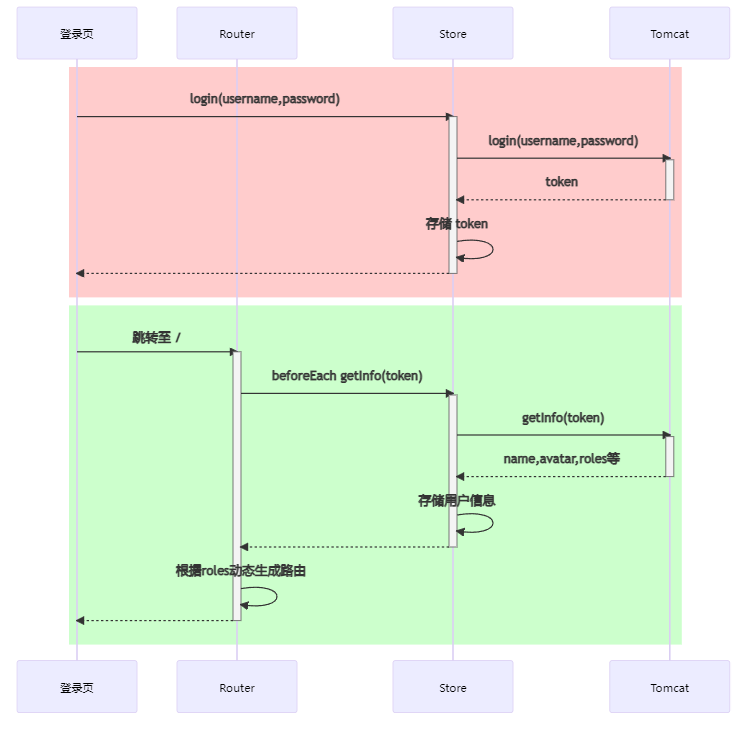 登录页
Router
Store
Tomcat
login(username,password)
login(username,password)
token
存储 token
跳转至 /
beforeEach getInfo(token)
getInfo(token)
name,avatar,roles等
存储用户信息
根据roles动态生成路由
登录页
Router
Store
Tomcat